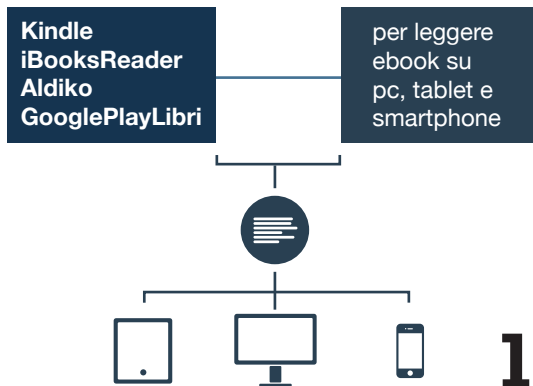 Kindle
iBooksReader
Aldiko
GooglePlayLibri
per leggere
ebook su
pc, tablet e
smartphone
1